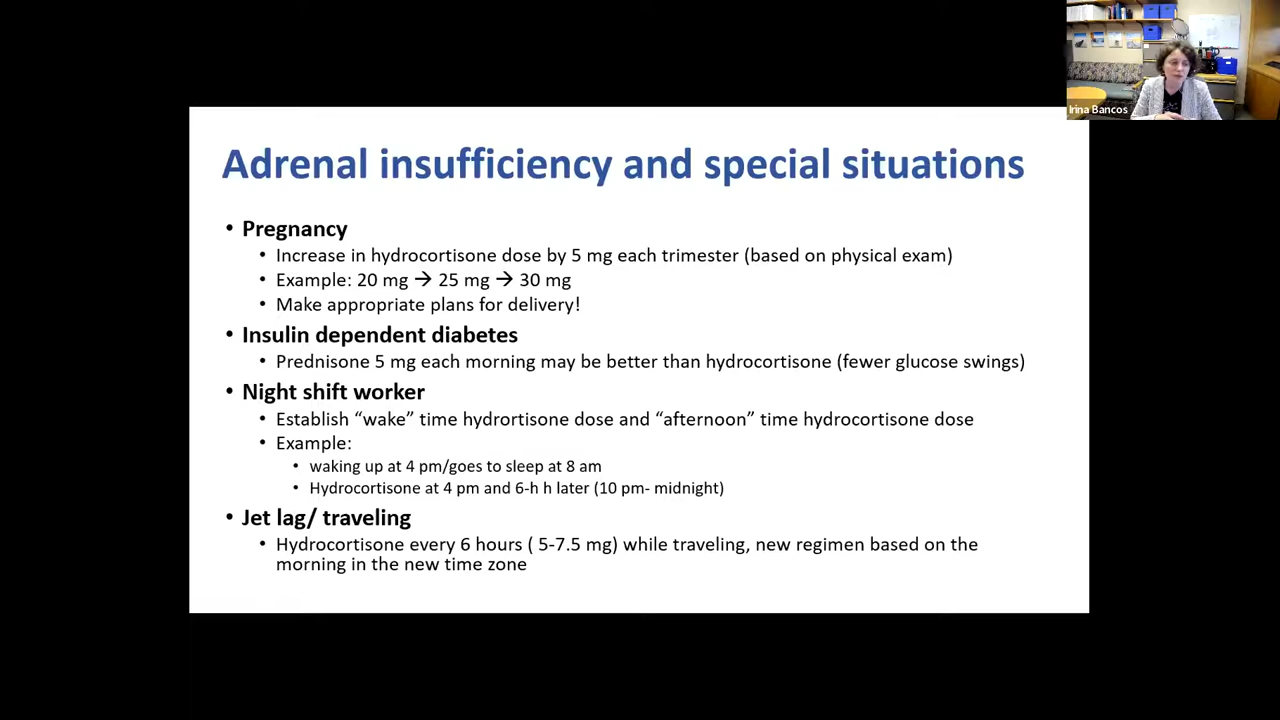 Irina Bancos
Adrenal insufficiency and special situations
• Pregnancy
• Increase in hydrocortisone dose by 5 mg each trimester (based on physical exam)
• Example: 20 mg → 25 mg → 30 mg
• Make appropriate plans for delivery!
• Insulin dependent diabetes
• Prednisone 5 mg each morning may be better than hydrocortisone (fewer glucose swings)
• Night shift worker
• Establish “wake” time hydrortisone dose and “afternoon” time hydrocortisone dose
• Example:
• waking up at 4 pm/goes to sleep at 8 am
• Hydrocortisone at 4 pm and 6-h h later (10 pm- midnight)
• Jet lag/ traveling
• Hydrocortisone every 6 hours ( 5-7.5 mg) while traveling, new regimen based on the
morning in the new time zone